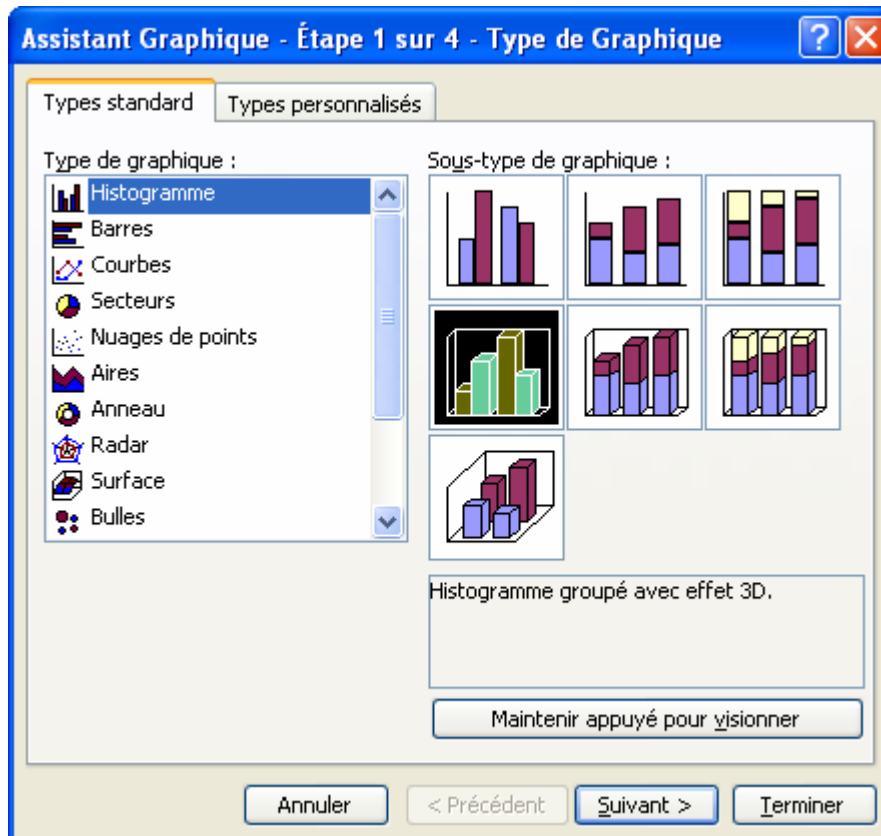 Assistant Graphique - Étape 1 sur 4 - Type de Graphique
Types standard
Types personnalisés
Type de graphique :
Histogramme
Barres
Courbes
Secteurs
Nuages de points
Aires
Anneau
Radar
Surface
Bulles
Sous-type de graphique :
Histogramme groupé avec effet 3D.
Maintenir appuyé pour visionner
Annuler
< Précédent
Suivant >
Terminer